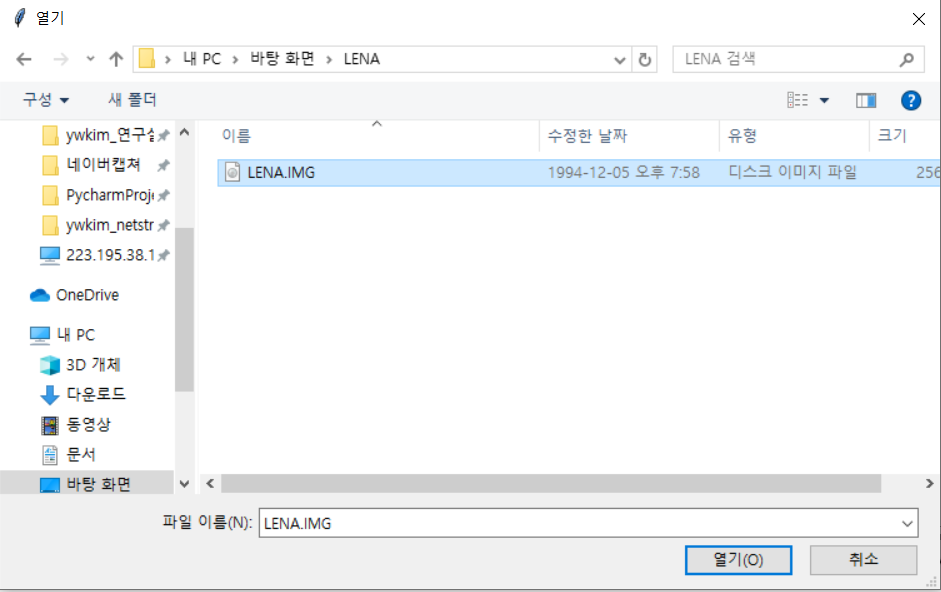 열기
내 PC > 바탕 화면 > LENA
LENA 검색
구성
새 폴더
?
ywkim_연구
네이버캡쳐
PycharmProj
ywkim_netstr
223.195.38.1
OneDrive
내 PC
3D 개체
다운로드
동영상
문서
바탕 화면
이름 수정한 날짜 유형 크기
LENA.IMG 1994-12-05 오후 7:58 디스크 이미지 파일 256
파일 이름(N): LENA.IMG
열기(O) 취소